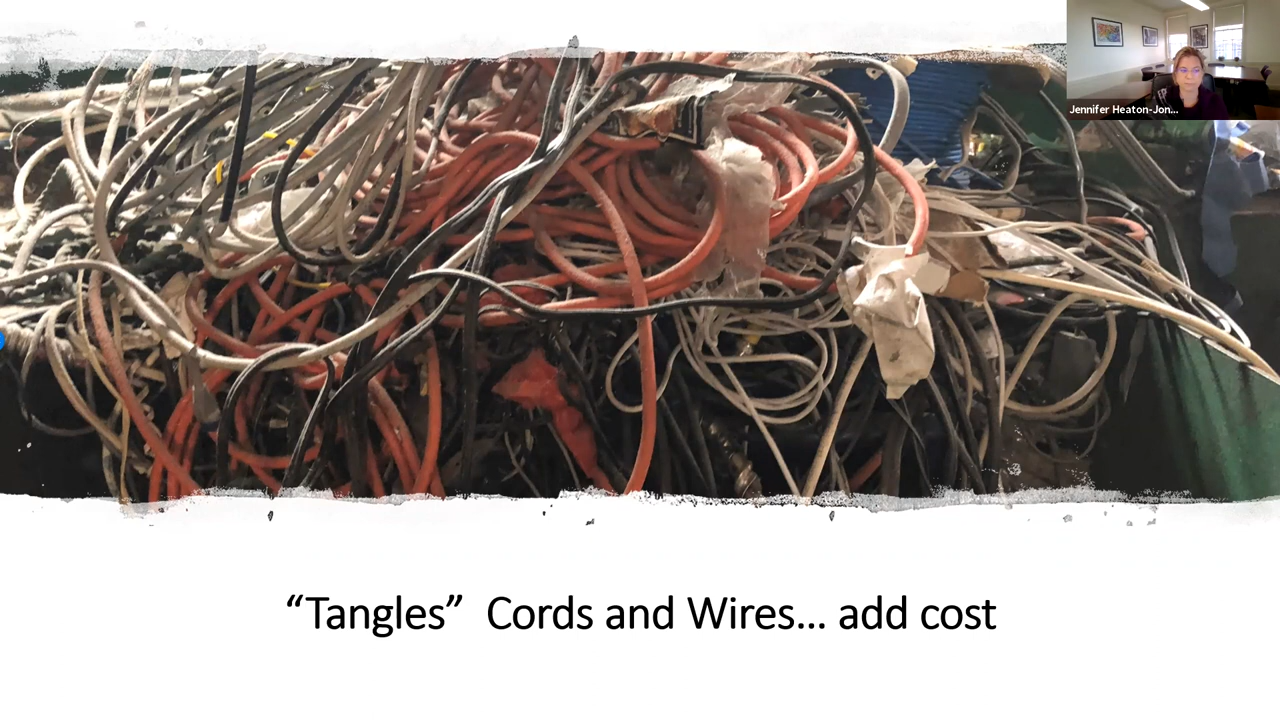 Jennifer Heaton-Jon...
“Tangles” Cords and Wires... add cost